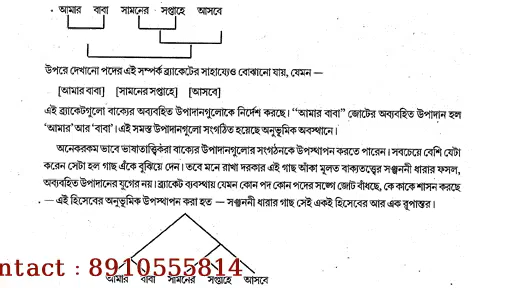 আমার বাবা সামনের সপ্তাহে আসবে
উপরে দেখানো পদের এই সম্পর্ক ব্র্যাকেটের সাহায্যেও বোঝানো যায়, যেমন —
[আমার বাবা] [সামনের সপ্তাহে] [আসবে]
এই ব্র্যাকেটগুলো বাক্যের অব্যবহিত উপাদানগুলোকে নির্দেশ করছে। “আমার বাবা” জোটের অব্যবহিত উপাদান হল
‘আমার’ আর ‘বাবা’। এই সমস্ত উপাদানগুলো সংগঠিত হয়েছে অনুভূমিক অবস্থানে।
অনেকরকম ভাবে ভাষাতাত্ত্বিকরা বাক্যের উপাদানগুলোর সংগঠনকে উপস্থাপন করতে পারেন। সবচেয়ে বেশি যেটা
করেন সেটা হল গাছ এঁকে বুঝিয়ে দেন। তবে মনে রাখা দরকার এই গাছ আঁকা মূলত বাক্যতত্ত্বের সঞ্জননী ধারার ফসল,
অব্যবহিত উপাদানের যুগের নয়। ব্র্যাকেট ব্যবস্থায় যেমন কোন পদ কোন পদের সঙ্গে জোট বাঁধছে, কে কাকে শাসন করছে
— এই হিসেবের অনুভূমিক উপস্থাপন করা হত — সঞ্জননী ধারার গাছ সেই একই হিসেবের আর এক রূপান্তর।
ntact : 8910555814
আমার বাবা সামনের সপ্তাহে আসবে